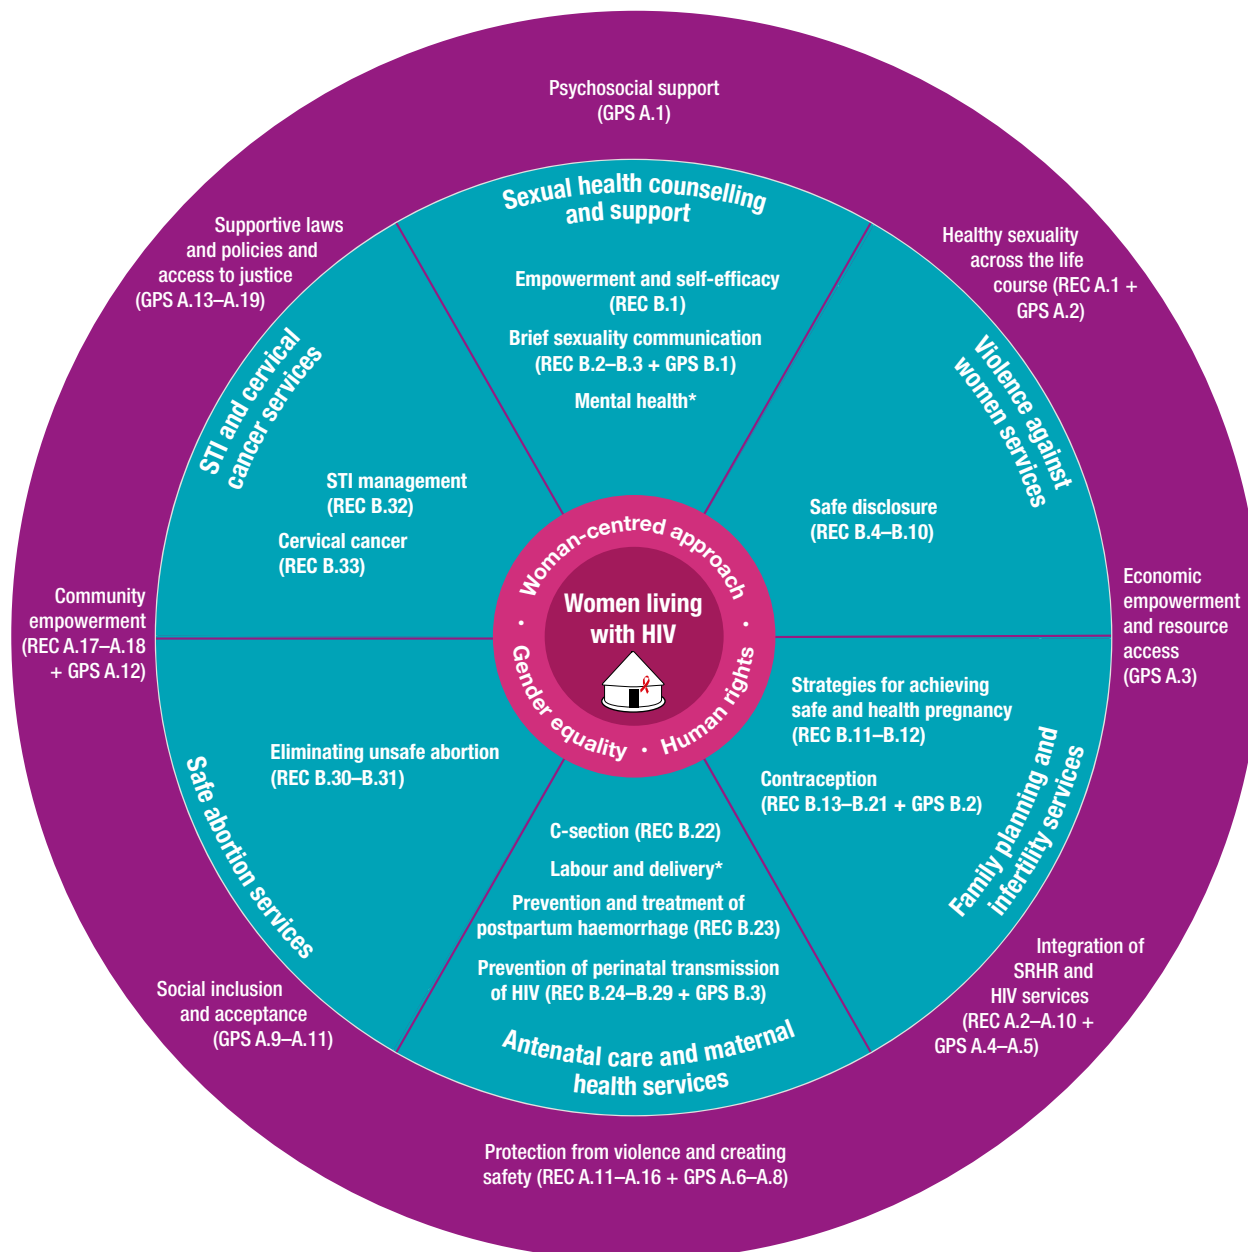 Psychosocial support
(GPS A.1)
Healthy sexuality
across the life
course (REC A.1 +
GPS A.2)
Economic
empowerment
and resource
access
(GPS A.3)
Integration of
SRHR and
HIV services
(REC A.2–A.10 +
GPS A.4–A.5)
Protection from violence and creating
safety (REC A.11–A.16 + GPS A.6–A.8)
Social inclusion
and acceptance
(GPS A.9–A.11)
Community
empowerment
(REC A.17–A.18
+ GPS A.12)
Supportive laws
and policies and
access to justice
(GPS A.13–A.19)
Sexual health counselling
and support
Empowerment and self-efficacy
(REC B.1)
Brief sexuality communication
(REC B.2–B.3 + GPS B.1)
Mental health*
Violence against
women services
Safe disclosure
(REC B.4–B.10)
Family planning and
infertility services
Strategies for achieving
safe and health pregnancy
(REC B.11–B.12)
Contraception
(REC B.13–B.21 + GPS B.2)
C-section (REC B.22)
Labour and delivery*
Prevention and treatment of
postpartum haemorrhage (REC B.23)
Prevention of perinatal transmission
of HIV (REC B.24–B.29 + GPS B.3)
Antenatal care and maternal
health services
Safe abortion services
Eliminating unsafe abortion
(REC B.30–B.31)
STI and cervical
cancer services
STI management
(REC B.32)
Cervical cancer
(REC B.33)
Woman-centred approach
· Human rights
· Gender equality ·
Women living
with HIV